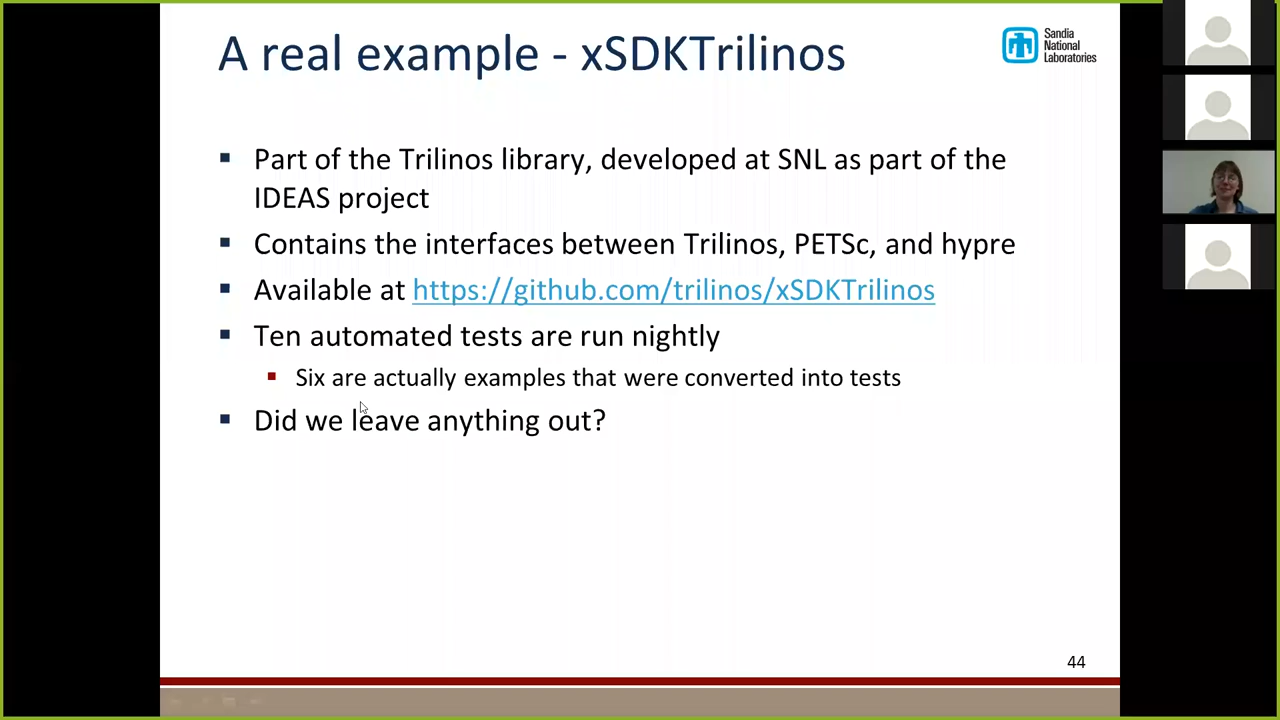 A real example - xSDKTrilinos
Sandia
National
Laboratories
▪ Part of the Trilinos library, developed at SNL as part of the
IDEAS project
▪ Contains the interfaces between Trilinos, PETSc, and hypre
▪ Available at https://github.com/trilinos/xSDKTrilinos
▪ Ten automated tests are run nightly
▪ Six are actually examples that were converted into tests
▪ Did we leave anything out?
44